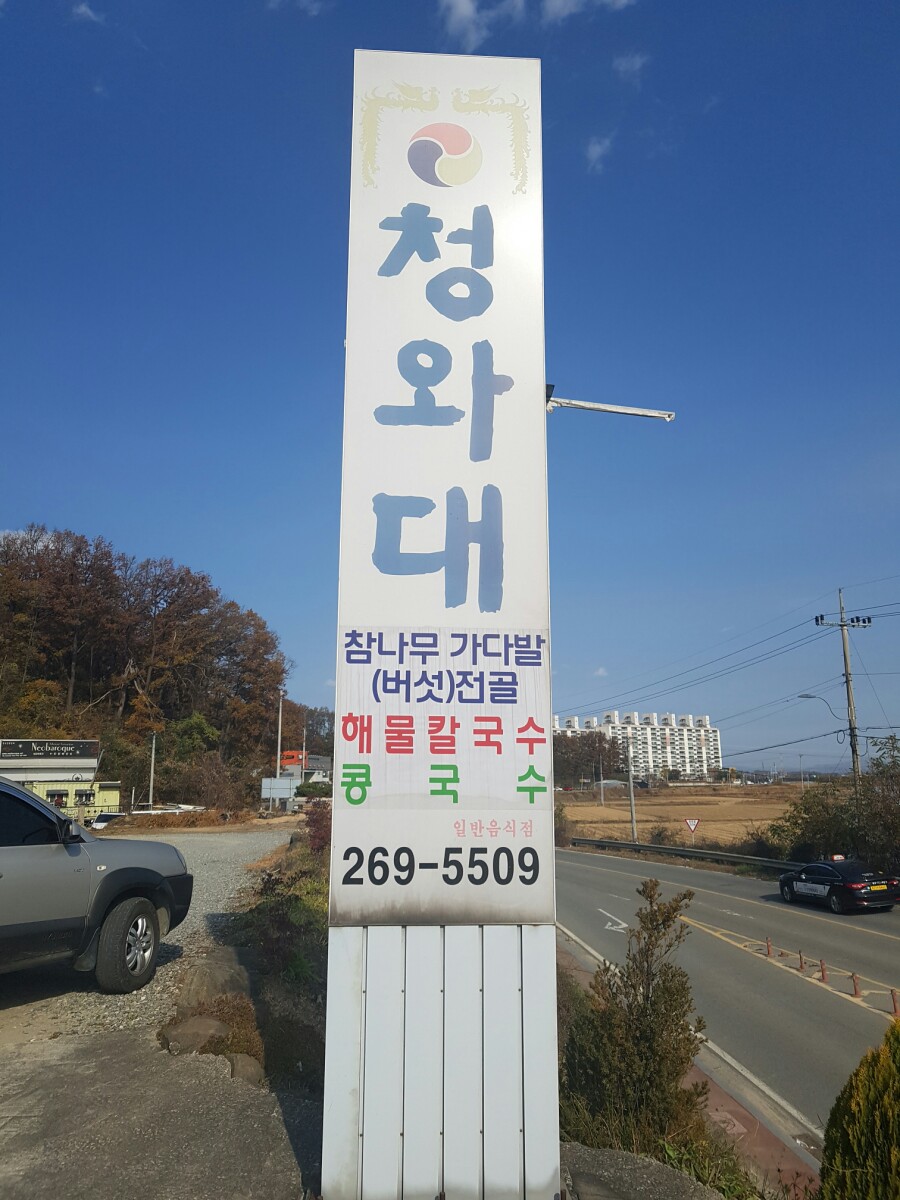 청와대
참나무 가다발
(버섯)전골
해물칼국수
콩국수
일반음식점
269-5509
Neobaroque